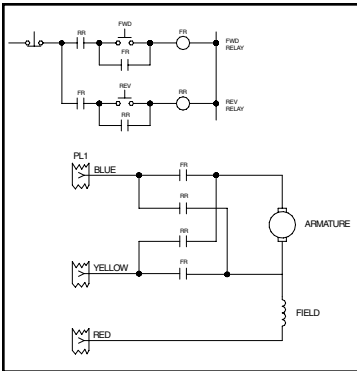 FWD
RR
FR
FWD
RELAY
FR
REV
FR
RR
REV
RELAY
RR
PL1
BLUE
FR
RR
ARMATURE
RR
YELLOW
FR
FIELD
RED